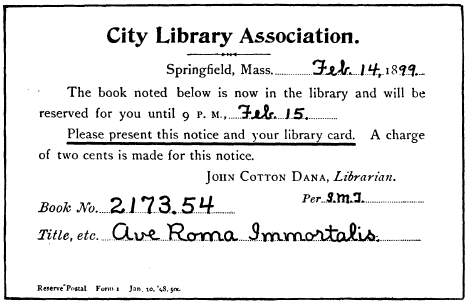 City Library Association.
Springfield, Mass. Feb. 14, 1899.
The book noted below is now in the library and will be
reserved for you until 9 P. M., Feb. 15.
Please present this notice and your library card. A charge
of two cents is made for this notice.
JOHN COTTON DANA, Librarian.
Per I.M.I.
Book No. 2173.54
Title, etc. Ave Roma Immortalis.
Reserve Postal Form 1 Jan. 20, '48, 50c.